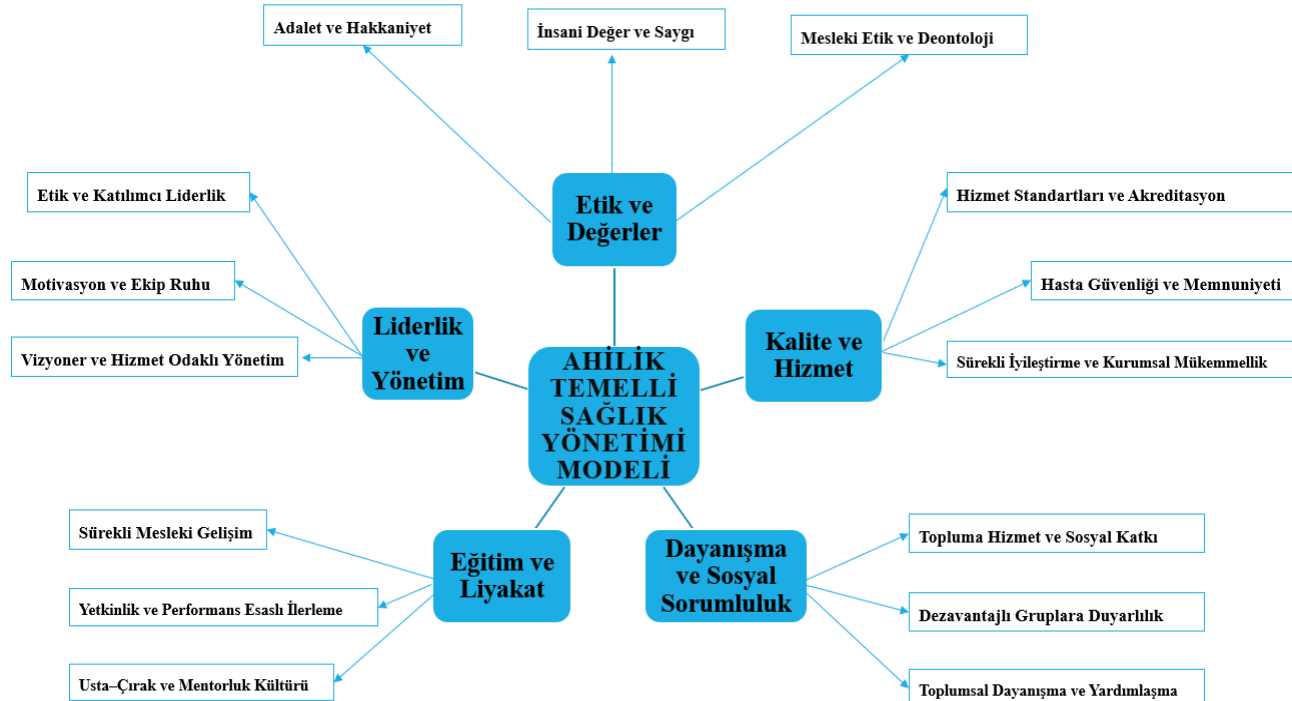 Adalet ve Hakkaniyet
İnsani Değer ve Saygı
Mesleki Etik ve Deontoloji
Etik ve
Değerler
Etik ve Katılımcı Liderlik
Motivasyon ve Ekip Ruhu
Vizyoner ve Hizmet Odaklı Yönetim
Liderlik
ve
Yönetim
Hizmet Standartları ve Akreditasyon
Hasta Güvenliği ve Memnuniyeti
Sürekli İyileştirme ve Kurumsal Mükemmellik
Kalite ve
Hizmet
AHİLİK
TEMELLİ
SAĞLIK
YÖNETİMİ
MODELİ
Sürekli Mesleki Gelişim
Yetkinlik ve Performans Esaslı İlerleme
Usta–Çırak ve Mentorluk Kültürü
Eğitim ve
Liyakat
Dayanışma
ve Sosyal
Sorumluluk
Topluma Hizmet ve Sosyal Katkı
Dezavantajlı Gruplara Duyarlılık
Toplumsal Dayanışma ve Yardımlaşma